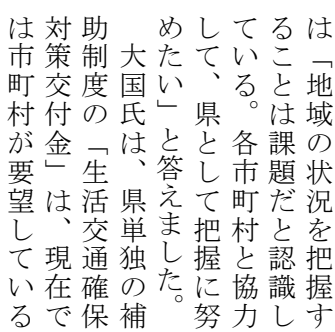 は「地域の状況を把握す
ることは課題だと認識し
ている。各市町村と協力
して、県として把握に努
めたい」と答えました。
　大国氏は、県単独の補
助制度の「生活交通確保
対策交付金」は、現在で
は市町村が要望している